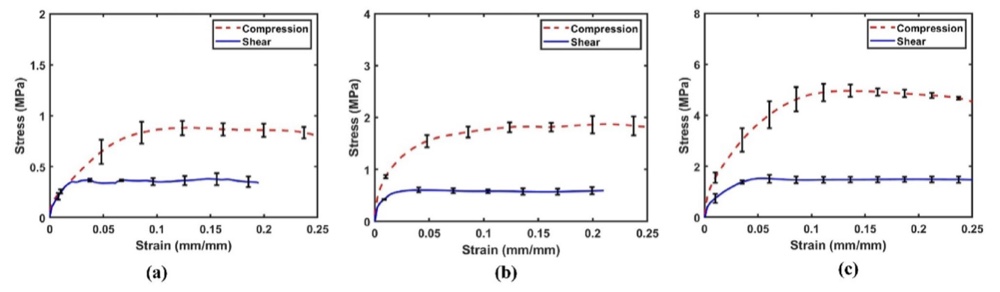 2
1.5
1
0.5
0
Stress (MPa)
Compression
Shear
0 0.05 0.1 0.15 0.2 0.25
Strain (mm/mm)
(a)
4
3
2
1
0
Stress (MPa)
Compression
Shear
0 0.05 0.1 0.15 0.2 0.25
Strain (mm/mm)
(b)
8
6
4
2
0
Stress (MPa)
Compression
Shear
0 0.05 0.1 0.15 0.2 0.25
Strain (mm/mm)
(c)